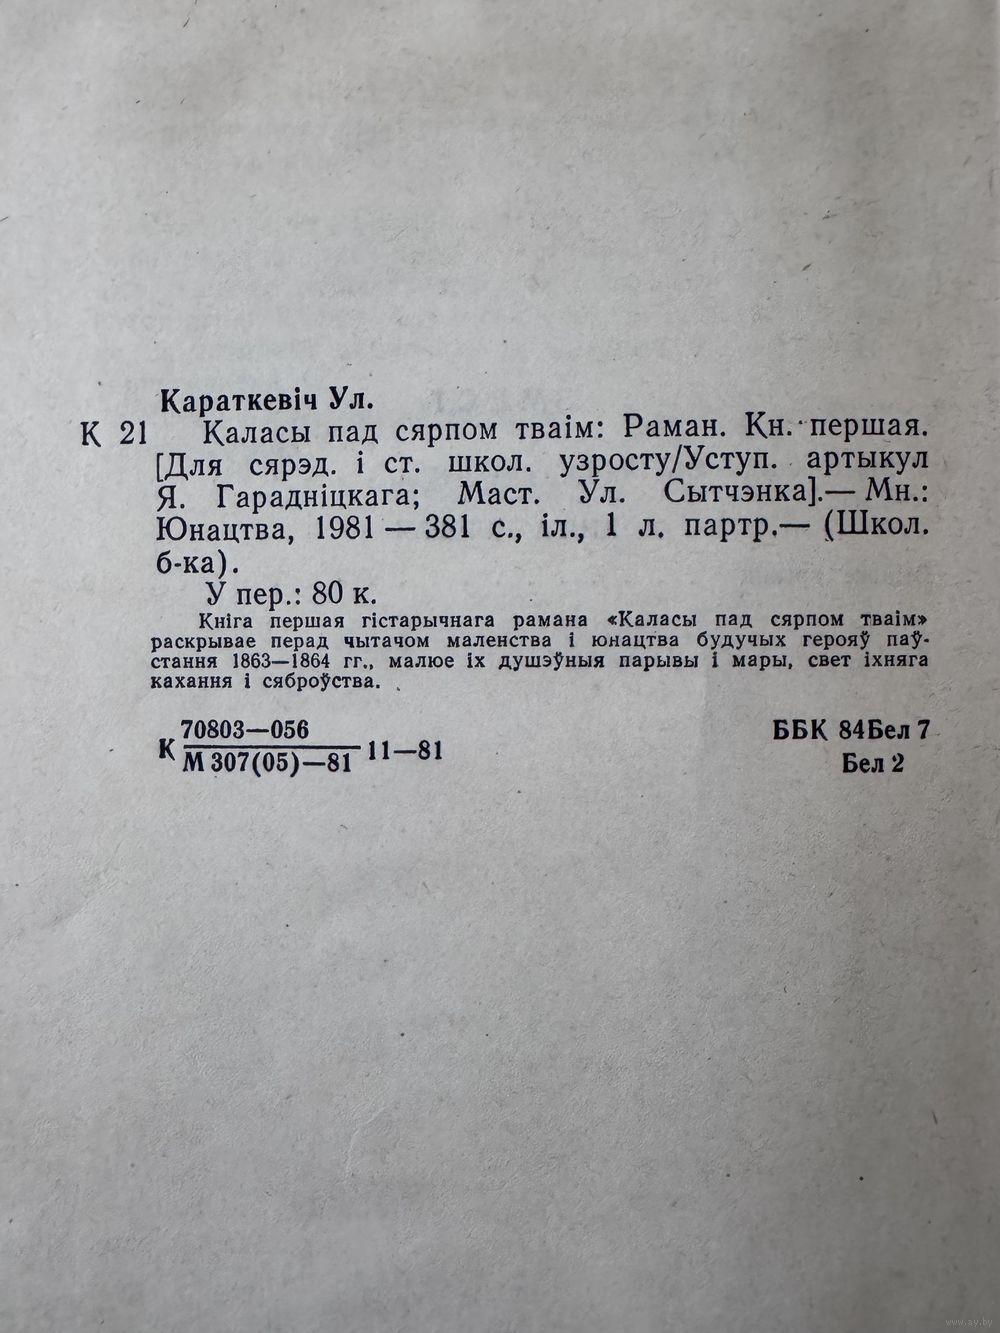 Караткевіч Ул.
К 21 Каласы пад сярпом тваім: Раман. Кн. першая.
[Для сярэд. і ст. школ. узросту/Уступ. артыкул
Я. Гарадніцкага; Маст. Ул. Сытчэнка].— Мн.:
Юнацтва, 1981 — 381 с., іл., 1 л. партр.— (Школ.
б-ка).
У пер.: 80 к.
Кніга першая гістарычнага рамана «Каласы пад сярпом тваім»
раскрывае перад чытачом маленства і юнацтва будучых герояў паў-
стання 1863—1864 гг., малюе іх душэўныя парывы і мары, свет іхняга
кахання і сяброўства.
К 70803—056
М 307(05)—81 11—81
ББК 84Бел 7
Бел 2
www.ay.by